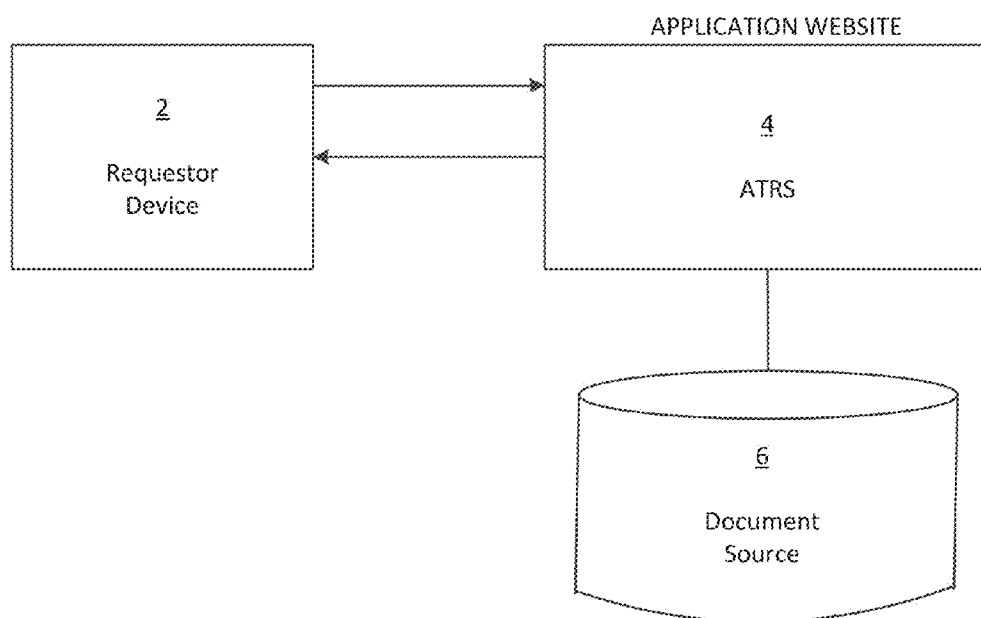 APPLICATION WEBSITE
2
Requestor
Device
4
ATRS
6
Document
Source